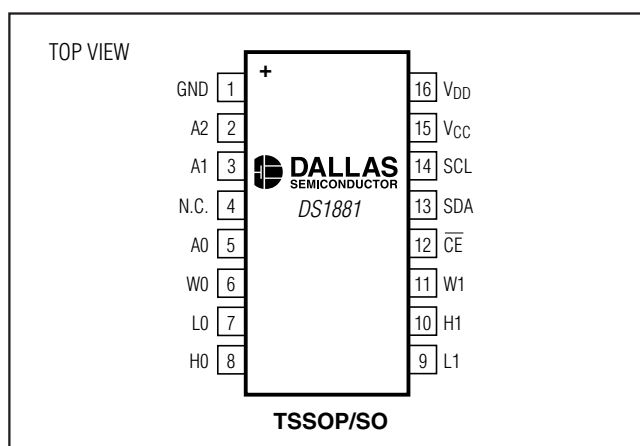 TOP VIEW
+
GND 1
A2 2
A1 3
N.C. 4
A0 5
W0 6
L0 7
H0 8
DALLAS
SEMICONDUCTOR
DS1881
16 VDD
15 VCC
14 SCL
13 SDA
12 C̅E̅
11 W1
10 H1
9 L1
TSSOP/SO